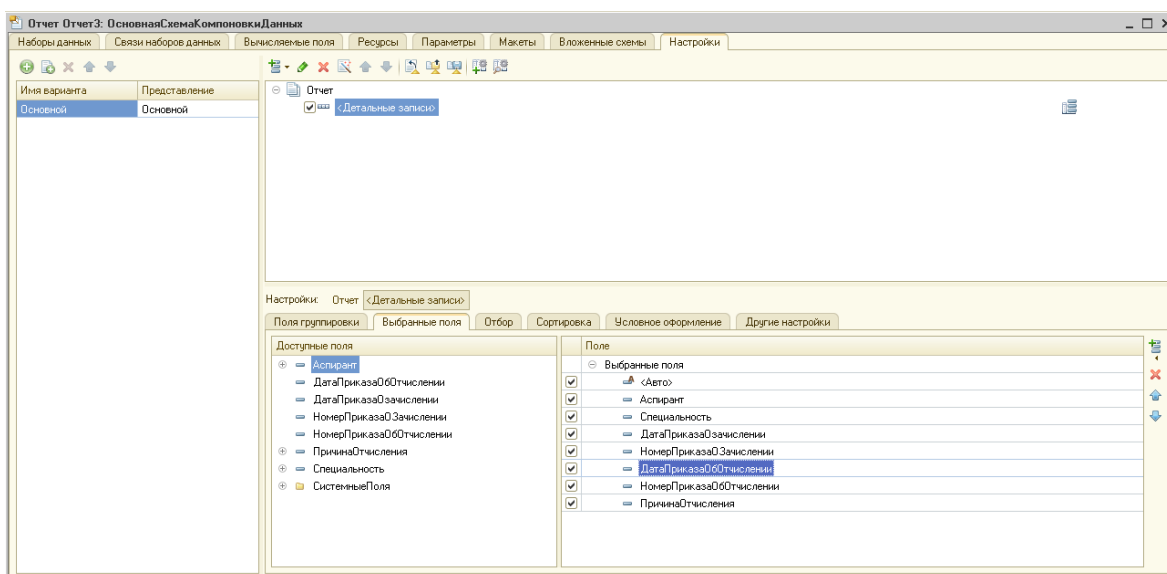 Отчет Отчет3: ОсновнаяСхемаКомпоновкиДанных
Наборы данных Связи наборов данных Вычисляемые поля Ресурсы Параметры Макеты Вложенные схемы Настройки
Имя варианта Представление
Основной Основной
Отчет
<Детальные записи>
Настройки: Отчет <Детальные записи>
Поля группировки Выбранные поля Отбор Сортировка Условное оформление Другие настройки
Доступные поля
Аспирант
ДатаПриказаОбОтчислении
ДатаПриказаОзачислении
НомерПриказаОЗачислении
НомерПриказаОбОтчислении
ПричинаОтчисления
Специальность
СистемныеПоля
Поле
Выбранные поля
<Авто>
Аспирант
Специальность
ДатаПриказаОзачислении
НомерПриказаОЗачислении
ДатаПриказаОбОтчислении
НомерПриказаОбОтчислении
ПричинаОтчисления